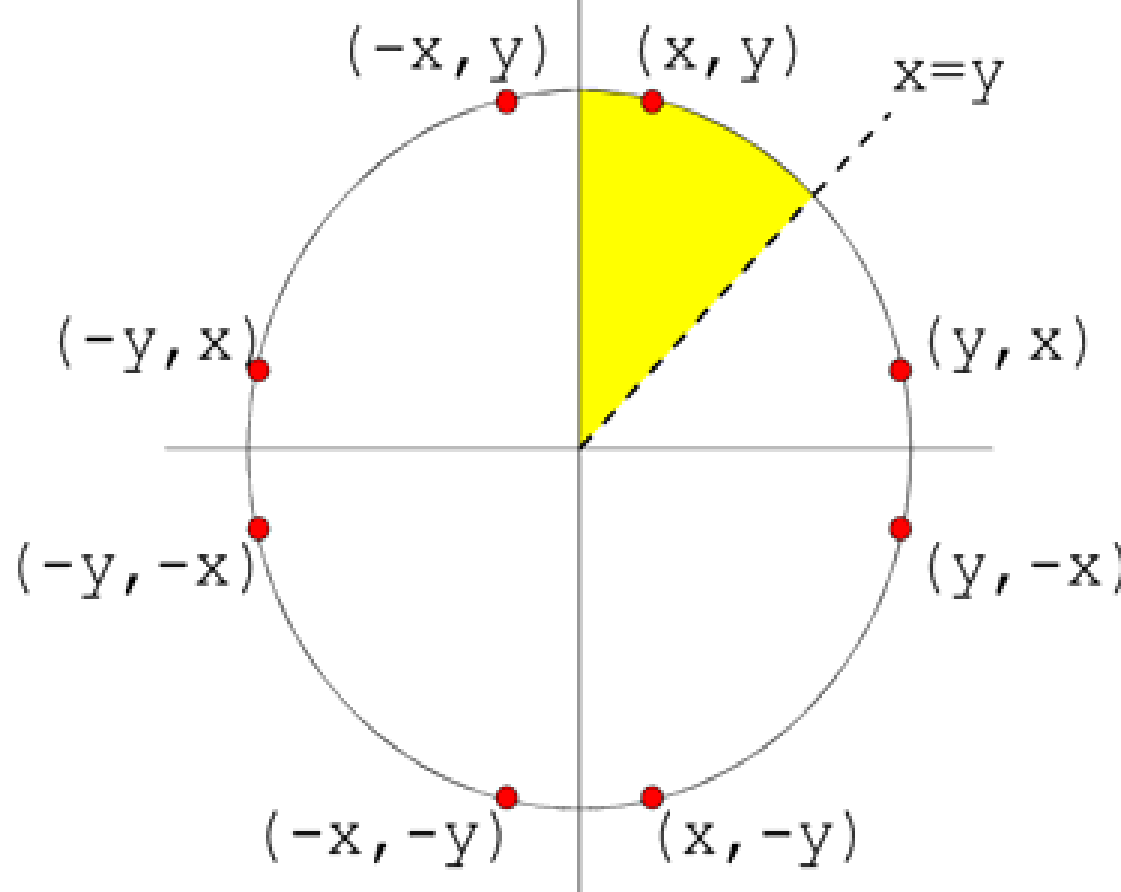 (-x,y)
(x,y)
x=y
(-y,x)
(y,x)
(-y,-x)
(y,-x)
(-x,-y)
(x,-y)